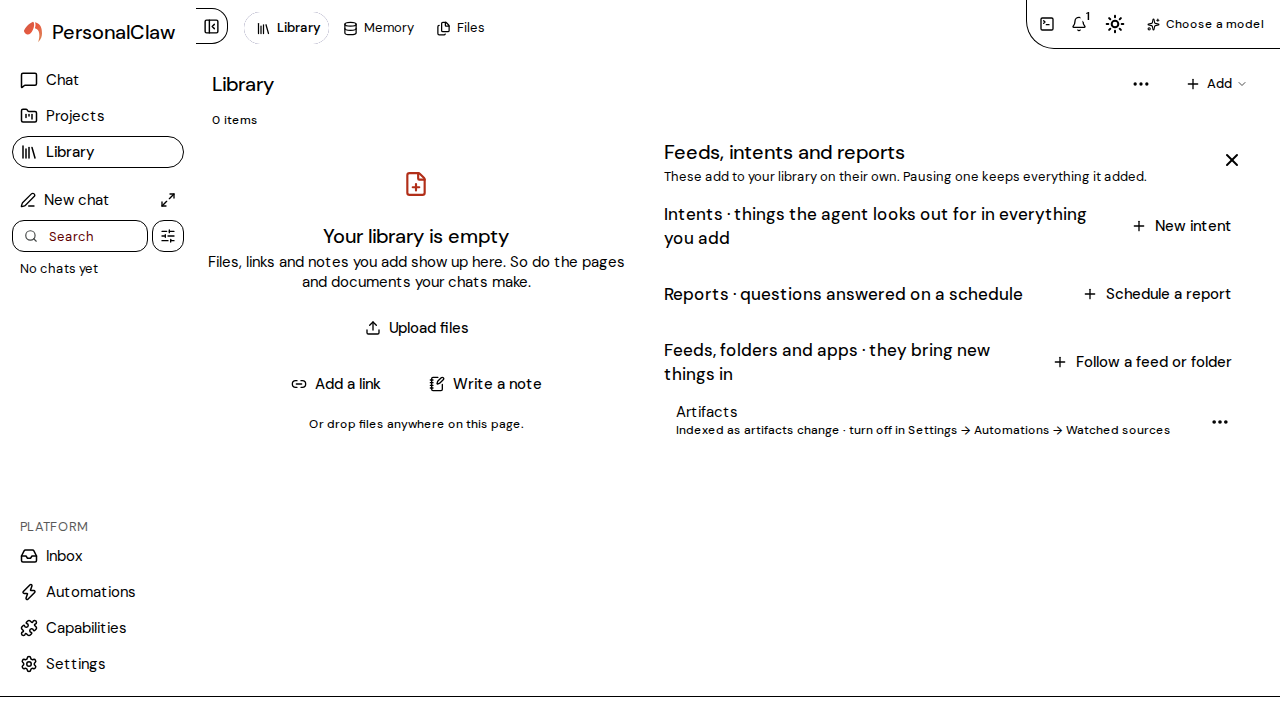 PersonalClaw
Chat
Projects
Library
New chat
Search
No chats yet
PLATFORM
Inbox
Automations
Capabilities
Settings
Library
Memory
Files
1
Choose a model
Library
Add
0 items
Your library is empty
Files, links and notes you add show up here. So do the pages
and documents your chats make.
Upload files
Add a link
Write a note
Or drop files anywhere on this page.
Feeds, intents and reports
These add to your library on their own. Pausing one keeps everything it added.
Intents · things the agent looks out for in everything
you add
New intent
Reports · questions answered on a schedule
Schedule a report
Feeds, folders and apps · they bring new
things in
Follow a feed or folder
Artifacts
Indexed as artifacts change · turn off in Settings → Automations → Watched sources